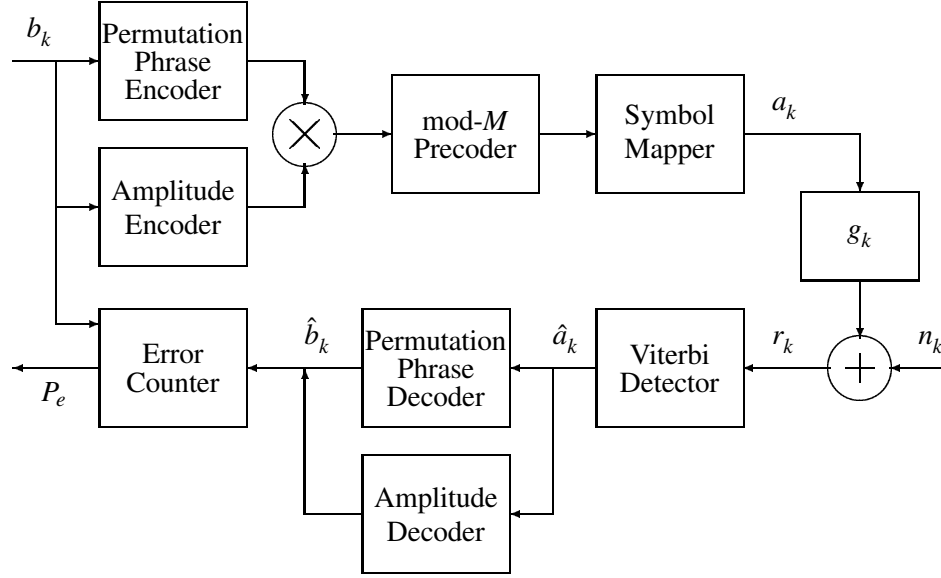 b_k
Permutation
Phrase
Encoder
Amplitude
Encoder
mod-M
Precoder
Symbol
Mapper
a_k
g_k
Error
Counter
P_e
b̂_k
Permutation
Phrase
Decoder
Amplitude
Decoder
â_k
Viterbi
Detector
r_k
n_k